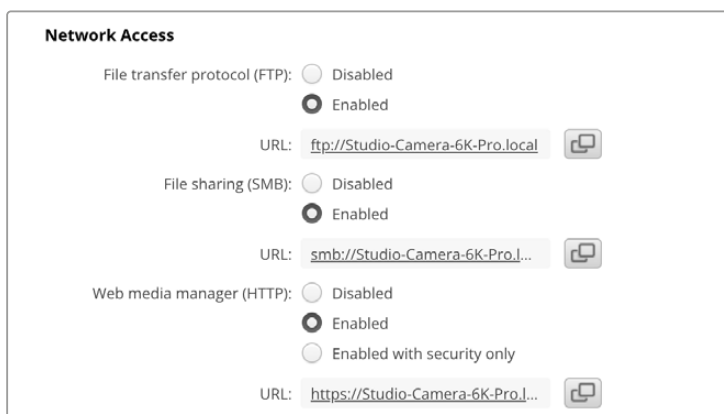 Network Access
File transfer protocol (FTP): Disabled
Enabled
URL: ftp://Studio-Camera-6K-Pro.local
File sharing (SMB): Disabled
Enabled
URL: smb://Studio-Camera-6K-Pro.l...
Web media manager (HTTP): Disabled
Enabled
Enabled with security only
URL: https://Studio-Camera-6K-Pro.l...